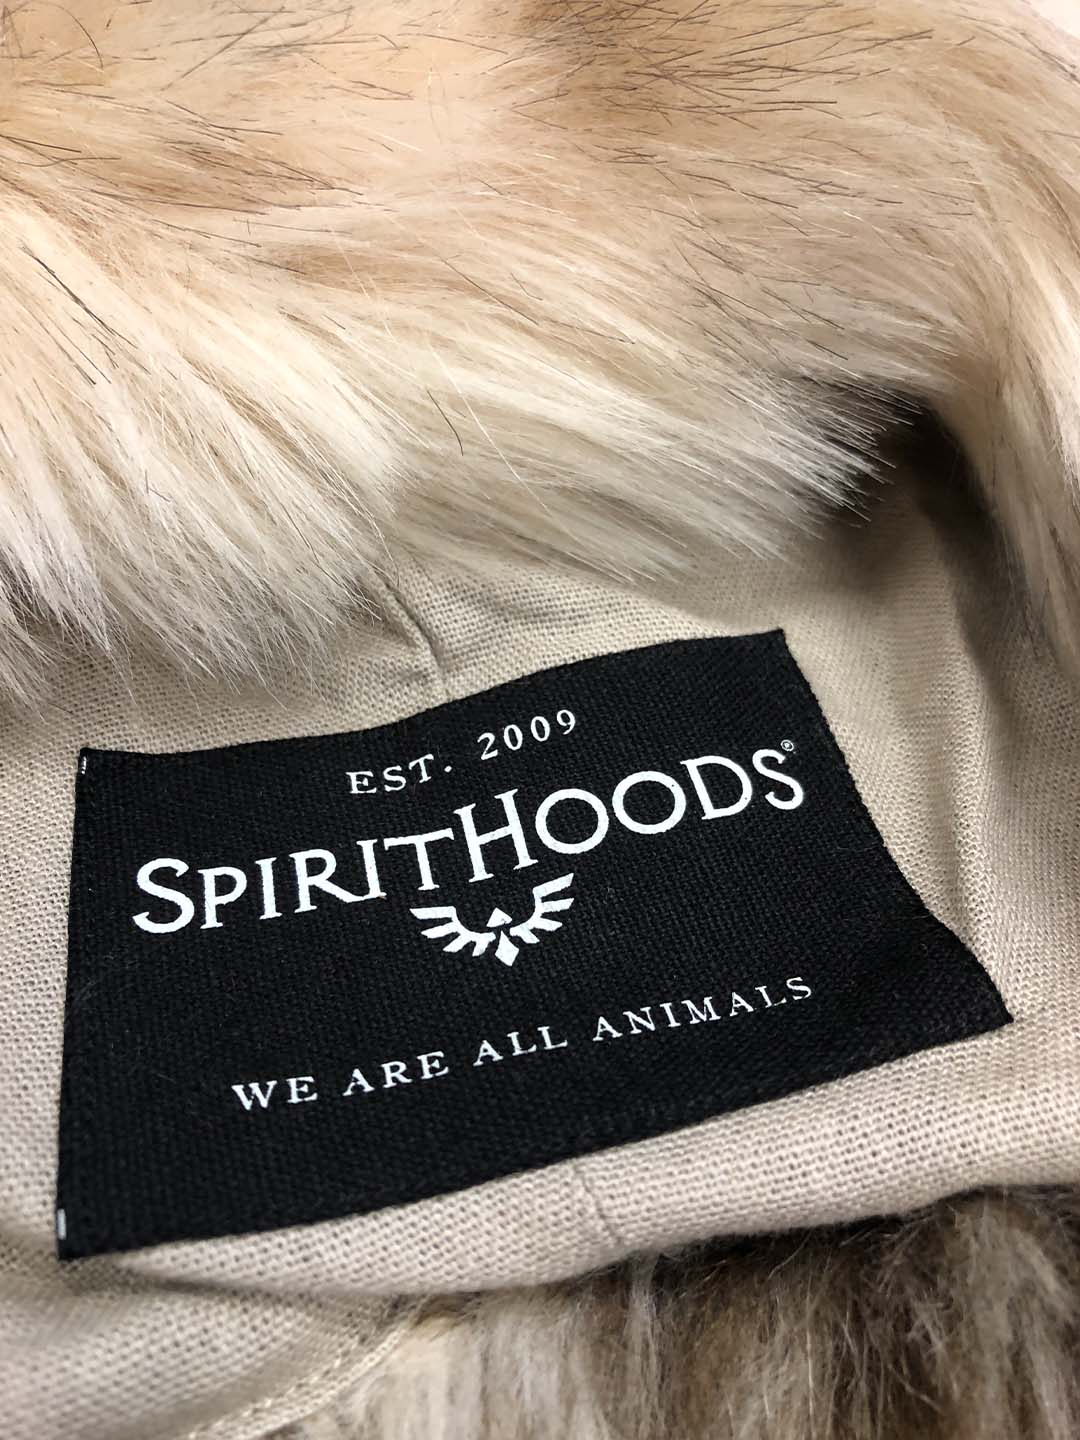 EST. 2009
SPIRITHOODS®
WE ARE ALL ANIMALS